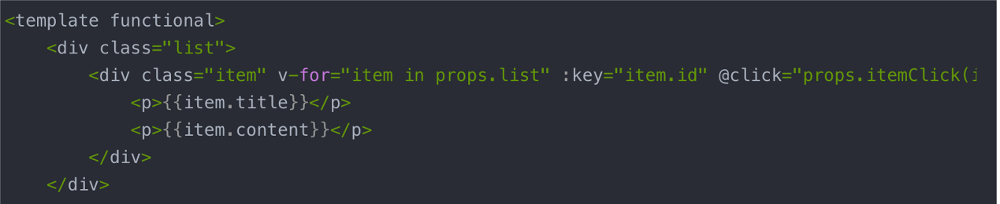 <template functional>
    <div class="list">
        <div class="item" v-for="item in props.list" :key="item.id" @click="props.itemClick(
            <p>{{item.title}}</p>
            <p>{{item.content}}</p>
        </div>
    </div>